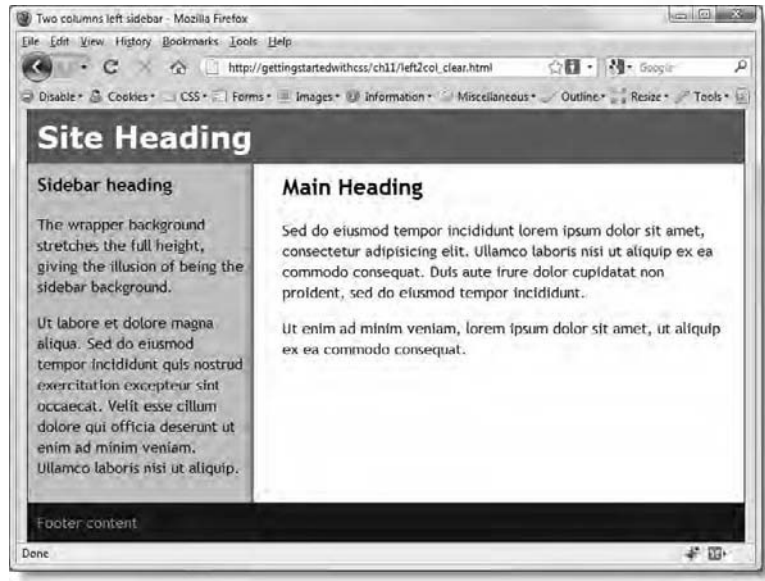 Two columns left sidebar - Mozilla Firefox
File Edit View History Bookmarks Tools Help
http://gettingstartedwithcss/ch11/left2col_clear.html Google
Disable Cookies CSS Forms Images Information Miscellaneous Outline Resize Tools
Site Heading
Sidebar heading
The wrapper background
stretches the full height,
giving the illusion of being the
sidebar background.
Ut labore et dolore magna
aliqua. Sed do eiusmod
tempor incididunt quis nostrud
exercitation excepteur sint
occaecat. Velit esse cillum
dolore qui officia deserunt ut
enim ad minim veniam.
Ullamco laboris nisi ut aliquip.
Main Heading
Sed do eiusmod tempor incididunt lorem ipsum dolor sit amet,
consectetur adipisicing elit. Ullamco laboris nisi ut aliquip ex ea
commodo consequat. Duis aute irure dolor cupidatat non
proident, sed do eiusmod tempor incididunt.
Ut enim ad minim veniam, lorem ipsum dolor sit amet, ut aliquip
ex ea commodo consequat.
Footer content
Done